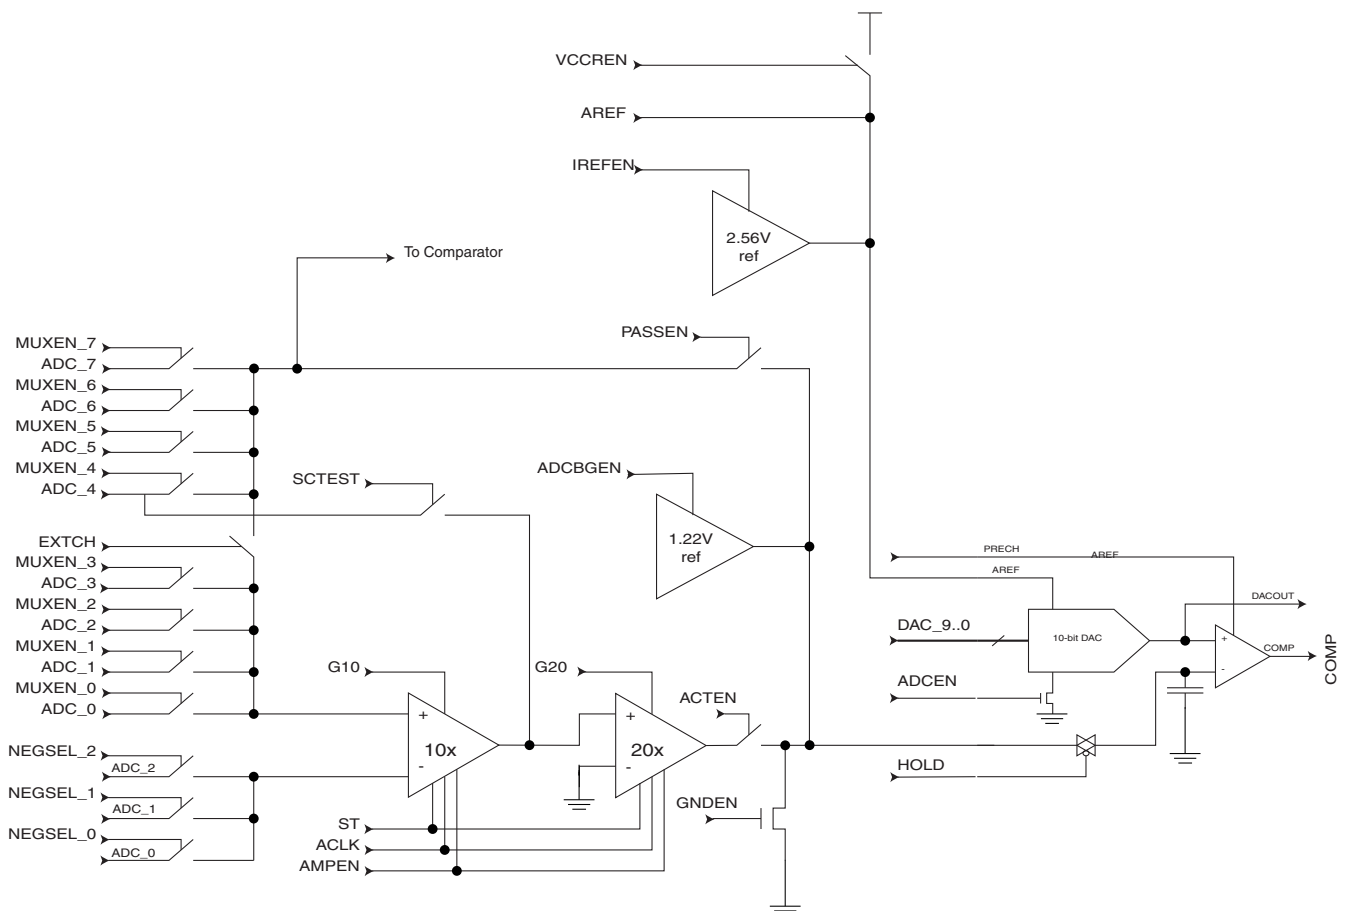 VCCREN
AREF
IREFEN
2.56V
ref
To Comparator
PASSEN
MUXEN_7
ADC_7
MUXEN_6
ADC_6
MUXEN_5
ADC_5
MUXEN_4
ADC_4
SCTEST
ADCBGEN
1.22V
ref
EXTCH
MUXEN_3
ADC_3
MUXEN_2
ADC_2
MUXEN_1
ADC_1
MUXEN_0
ADC_0
PRECH
AREF
AREF
DACOUT
DAC_9..0
10-bit DAC
+
-
COMP
COMP
ADCEN
G10
G20
ACTEN
+
10x
-
+
20x
-
NEGSEL_2
ADC_2
NEGSEL_1
ADC_1
NEGSEL_0
ADC_0
HOLD
GNDEN
ST
ACLK
AMPEN